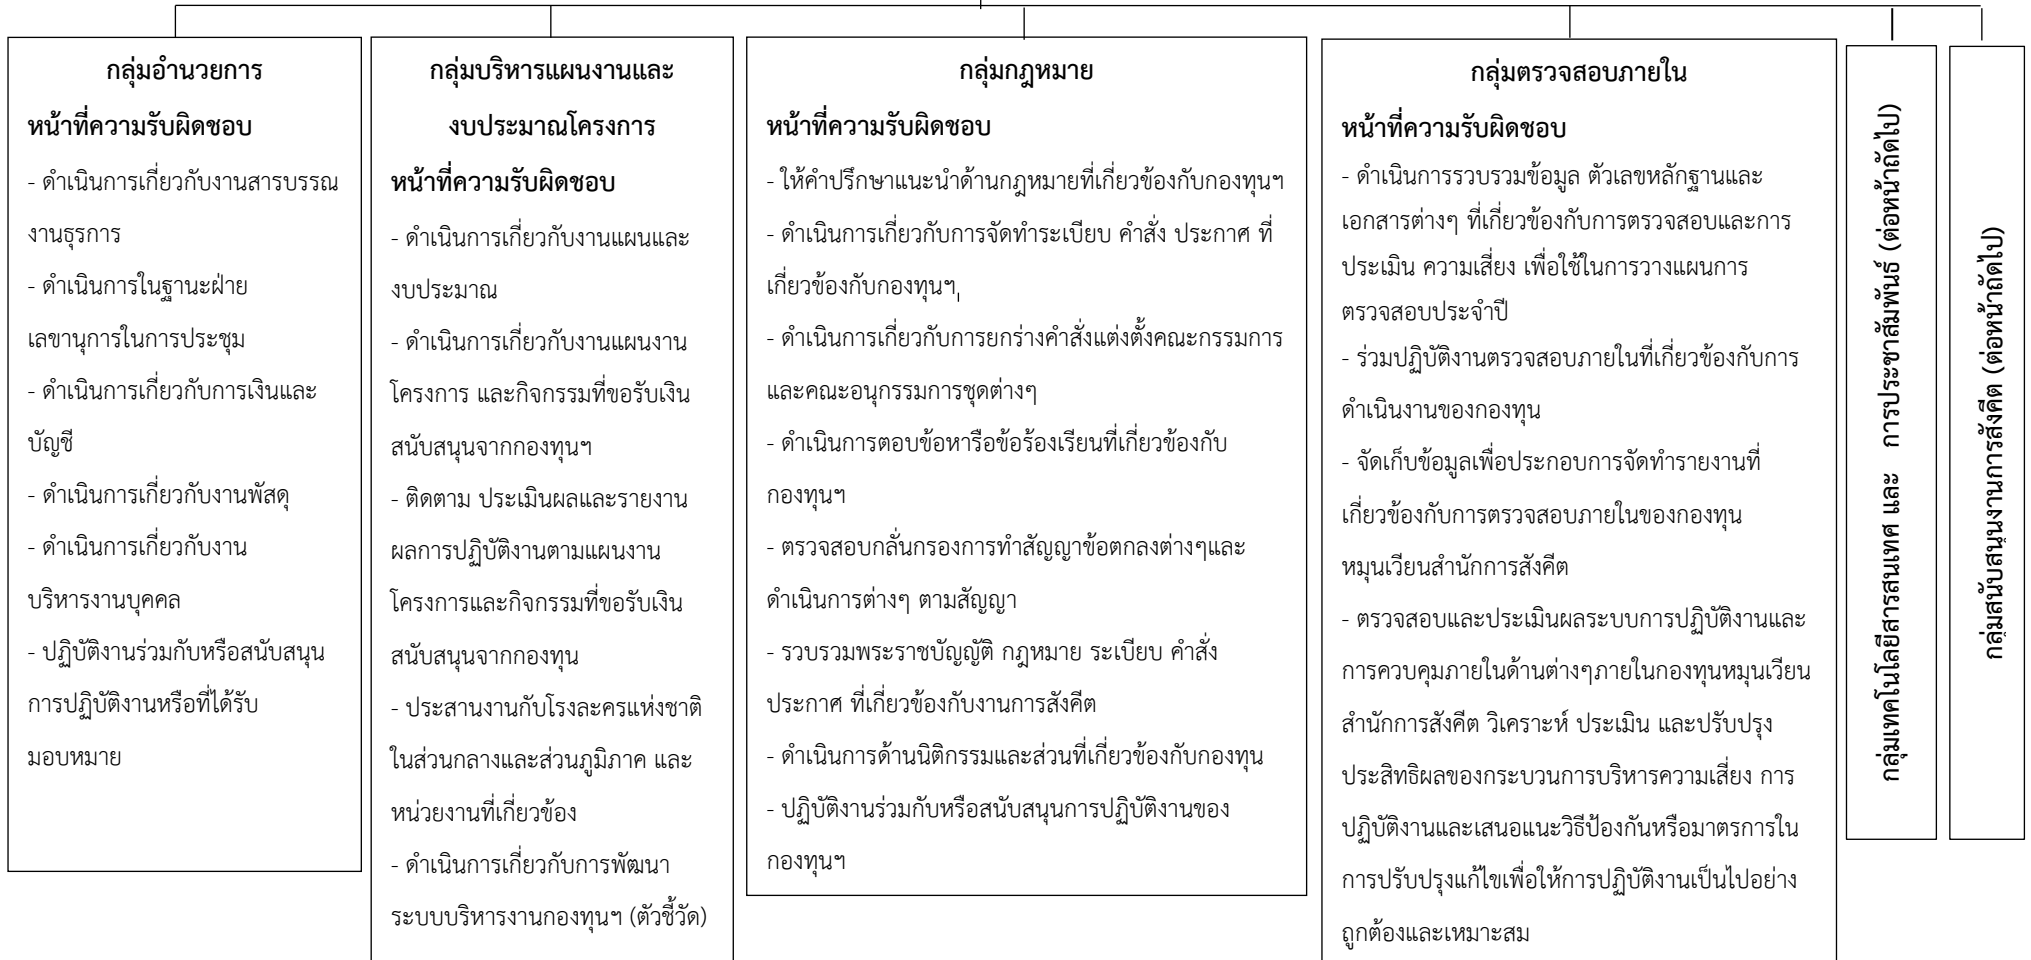 กลุ่มอำนวยการ
หน้าที่ความรับผิดชอบ
- ดำเนินการเกี่ยวกับงานสารบรรณ
งานธุรการ
- ดำเนินการในฐานะฝ่าย
เลขานุการในการประชุม
- ดำเนินการเกี่ยวกับการเงินและ
บัญชี
- ดำเนินการเกี่ยวกับงานพัสดุ
- ดำเนินการเกี่ยวกับงาน
บริหารงานบุคคล
- ปฏิบัติงานร่วมกับหรือสนับสนุน
การปฏิบัติงานหรือที่ได้รับ
มอบหมาย
กลุ่มบริหารแผนงานและ
งบประมาณโครงการ
หน้าที่ความรับผิดชอบ
- ดำเนินการเกี่ยวกับงานแผนและ
งบประมาณ
- ดำเนินการเกี่ยวกับงานแผนงาน
โครงการ และกิจกรรมที่ขอรับเงิน
สนับสนุนจากกองทุนฯ
- ติดตาม ประเมินผลและรายงาน
ผลการปฏิบัติงานตามแผนงาน
โครงการและกิจกรรมที่ขอรับเงิน
สนับสนุนจากกองทุน
- ประสานงานกับโรงละครแห่งชาติ
ในส่วนกลางและส่วนภูมิภาค และ
หน่วยงานที่เกี่ยวข้อง
- ดำเนินการเกี่ยวกับการพัฒนา
ระบบบริหารงานกองทุนฯ (ตัวชี้วัด)
กลุ่มกฎหมาย
หน้าที่ความรับผิดชอบ
- ให้คำปรึกษาแนะนำด้านกฎหมายที่เกี่ยวข้องกับกองทุนฯ
- ดำเนินการเกี่ยวกับการจัดทำระเบียบ คำสั่ง ประกาศ ที่
เกี่ยวข้องกับกองทุนฯ
- ดำเนินการเกี่ยวกับการยกร่างคำสั่งแต่งตั้งคณะกรรมการ
และคณะอนุกรรมการชุดต่างๆ
- ดำเนินการตอบข้อหารือข้อร้องเรียนที่เกี่ยวข้องกับ
กองทุนฯ
- ตรวจสอบกลั่นกรองการทำสัญญาข้อตกลงต่างๆและ
ดำเนินการต่างๆ ตามสัญญา
- รวบรวมพระราชบัญญัติ กฎหมาย ระเบียบ คำสั่ง
ประกาศ ที่เกี่ยวข้องกับงานการสังคีต
- ดำเนินการด้านนิติกรรมและส่วนที่เกี่ยวข้องกับกองทุน
- ปฏิบัติงานร่วมกับหรือสนับสนุนการปฏิบัติงานของ
กองทุนฯ
กลุ่มตรวจสอบภายใน
หน้าที่ความรับผิดชอบ
- ดำเนินการรวบรวมข้อมูล ตัวเลขหลักฐานและ
เอกสารต่างๆ ที่เกี่ยวข้องกับการตรวจสอบและการ
ประเมิน ความเสี่ยง เพื่อใช้ในการวางแผนการ
ตรวจสอบประจำปี
- ร่วมปฏิบัติงานตรวจสอบภายในที่เกี่ยวข้องกับการ
ดำเนินงานของกองทุน
- จัดเก็บข้อมูลเพื่อประกอบการจัดทำรายงานที่
เกี่ยวข้องกับการตรวจสอบภายในของกองทุน
หมุนเวียนสำนักการสังคีต
- ตรวจสอบและประเมินผลระบบการปฏิบัติงานและ
การควบคุมภายในด้านต่างๆภายในกองทุนหมุนเวียน
สำนักการสังคีต วิเคราะห์ ประเมิน และปรับปรุง
ประสิทธิผลของกระบวนการบริหารความเสี่ยง การ
ปฏิบัติงานและเสนอแนะวิธีป้องกันหรือมาตรการใน
การปรับปรุงแก้ไขเพื่อให้การปฏิบัติงานเป็นไปอย่าง
ถูกต้องและเหมาะสม
กลุ่มเทคโนโลยีสารสนเทศ และ การประชาสัมพันธ์ (ต่อหน้าถัดไป)
กลุ่มสนับสนุนงานการสังคีต (ต่อหน้าถัดไป)